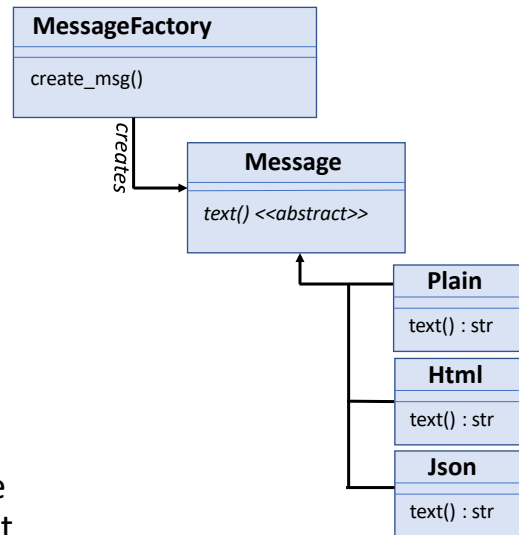 MessageFactory
create_msg()
creates
Message
text() <<abstract>>
Plain
text() : str
Html
text() : str
Json
text() : str